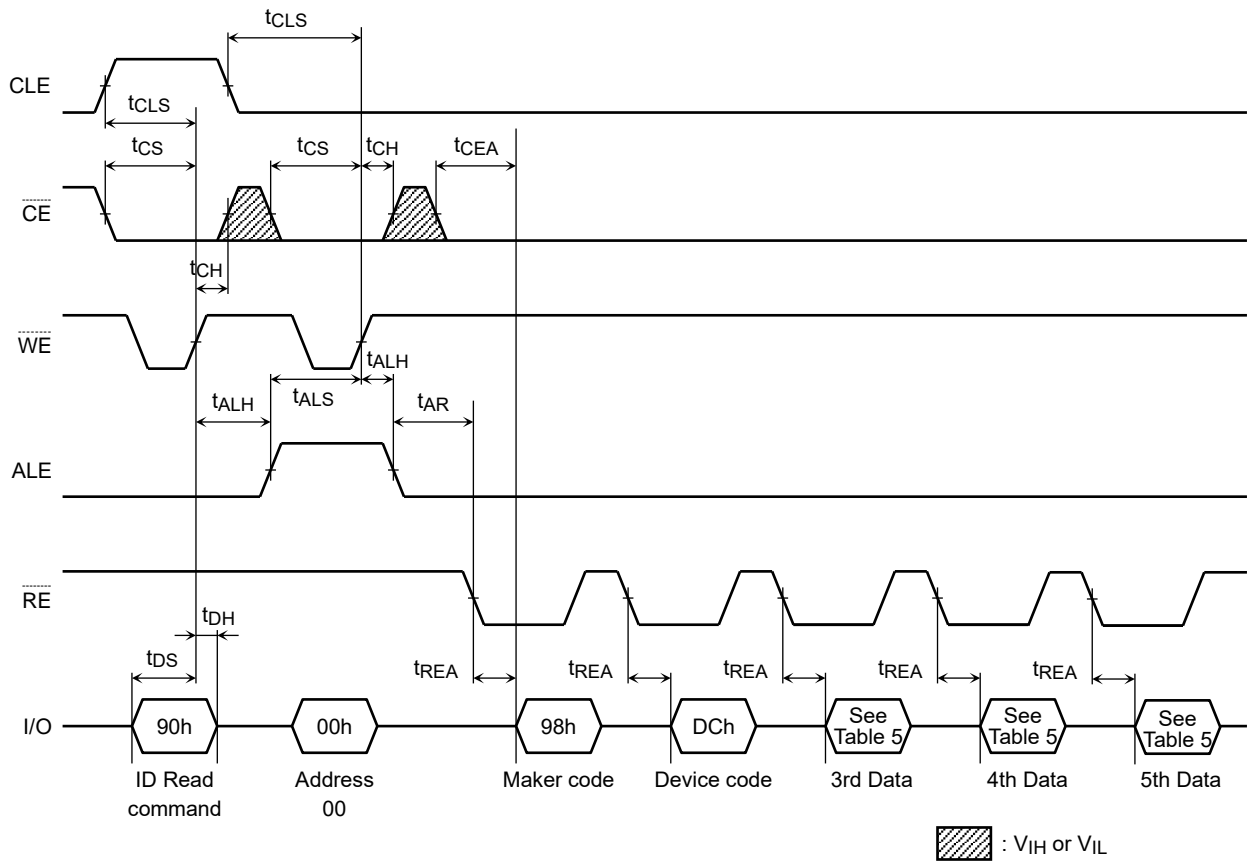 tCLS
CLE
tCLS
tCS
tCS
tCH
tCEA
CE
tCH
WE
tALH
tALH
tALS
tAR
ALE
RE
tDH
tDS
tREA
tREA
tREA
tREA
tREA
I/O
90h
00h
98h
DCh
See
Table 5
See
Table 5
See
Table 5
ID Read
command
Address
00
Maker code
Device code
3rd Data
4th Data
5th Data
: VIH or VIL